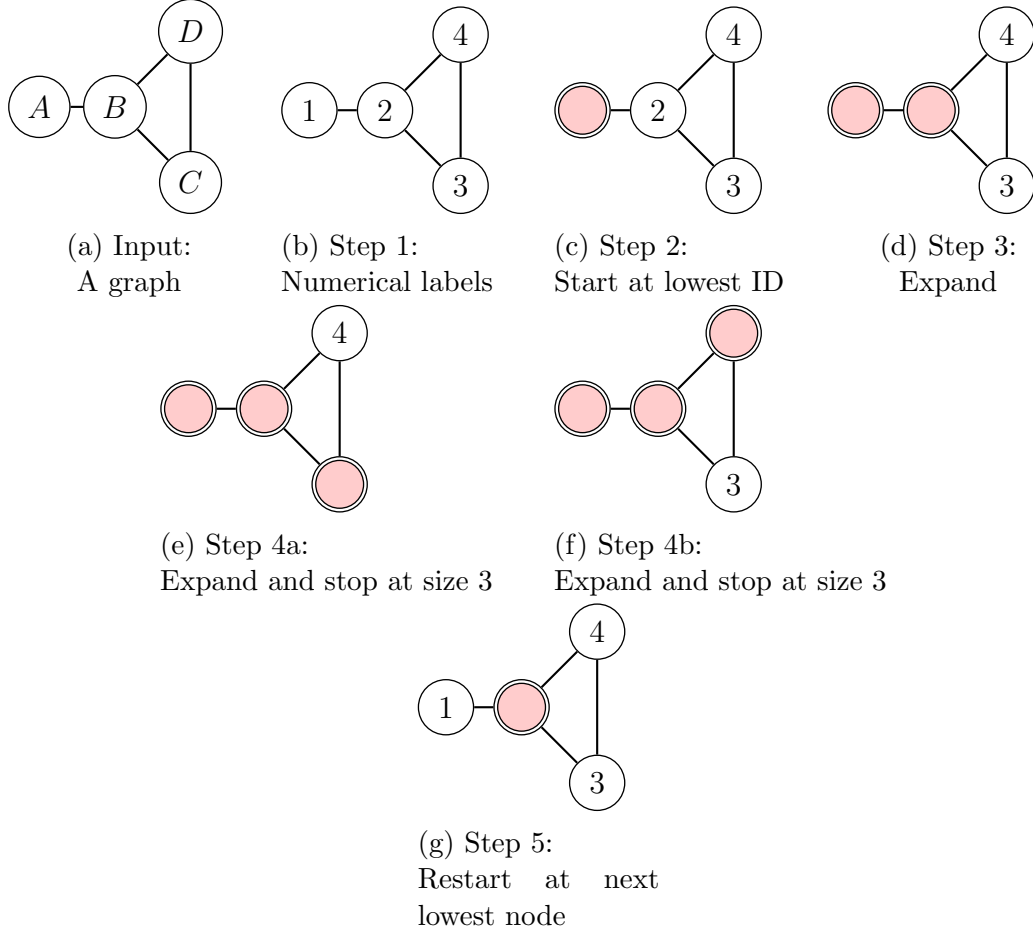 D
A B
C
4
1 2
3
4
2
3
4
3
(a) Input:
A graph
(b) Step 1:
Numerical labels
(c) Step 2:
Start at lowest ID
(d) Step 3:
Expand
4
3
(e) Step 4a:
Expand and stop at size 3
(f) Step 4b:
Expand and stop at size 3
4
1
3
(g) Step 5:
Restart at next
lowest node